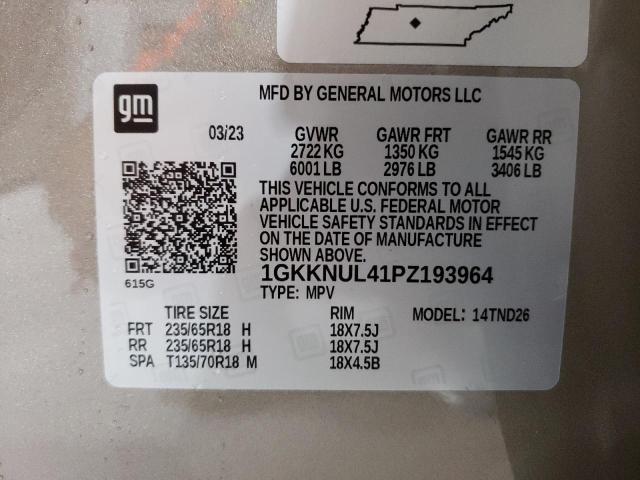 gm
MFD BY GENERAL MOTORS LLC
03/23 GVWR GAWR FRT GAWR RR
2722 KG 1350 KG 1545 KG
6001 LB 2976 LB 3406 LB
THIS VEHICLE CONFORMS TO ALL
APPLICABLE U.S. FEDERAL MOTOR
VEHICLE SAFETY STANDARDS IN EFFECT
ON THE DATE OF MANUFACTURE
SHOWN ABOVE.
1GKKNUL41PZ193964
615G
TYPE: MPV
TIRE SIZE RIM MODEL: 14TND26
FRT 235/65R18 H 18X7.5J
RR 235/65R18 H 18X7.5J
SPA T135/70R18 M 18X4.5B